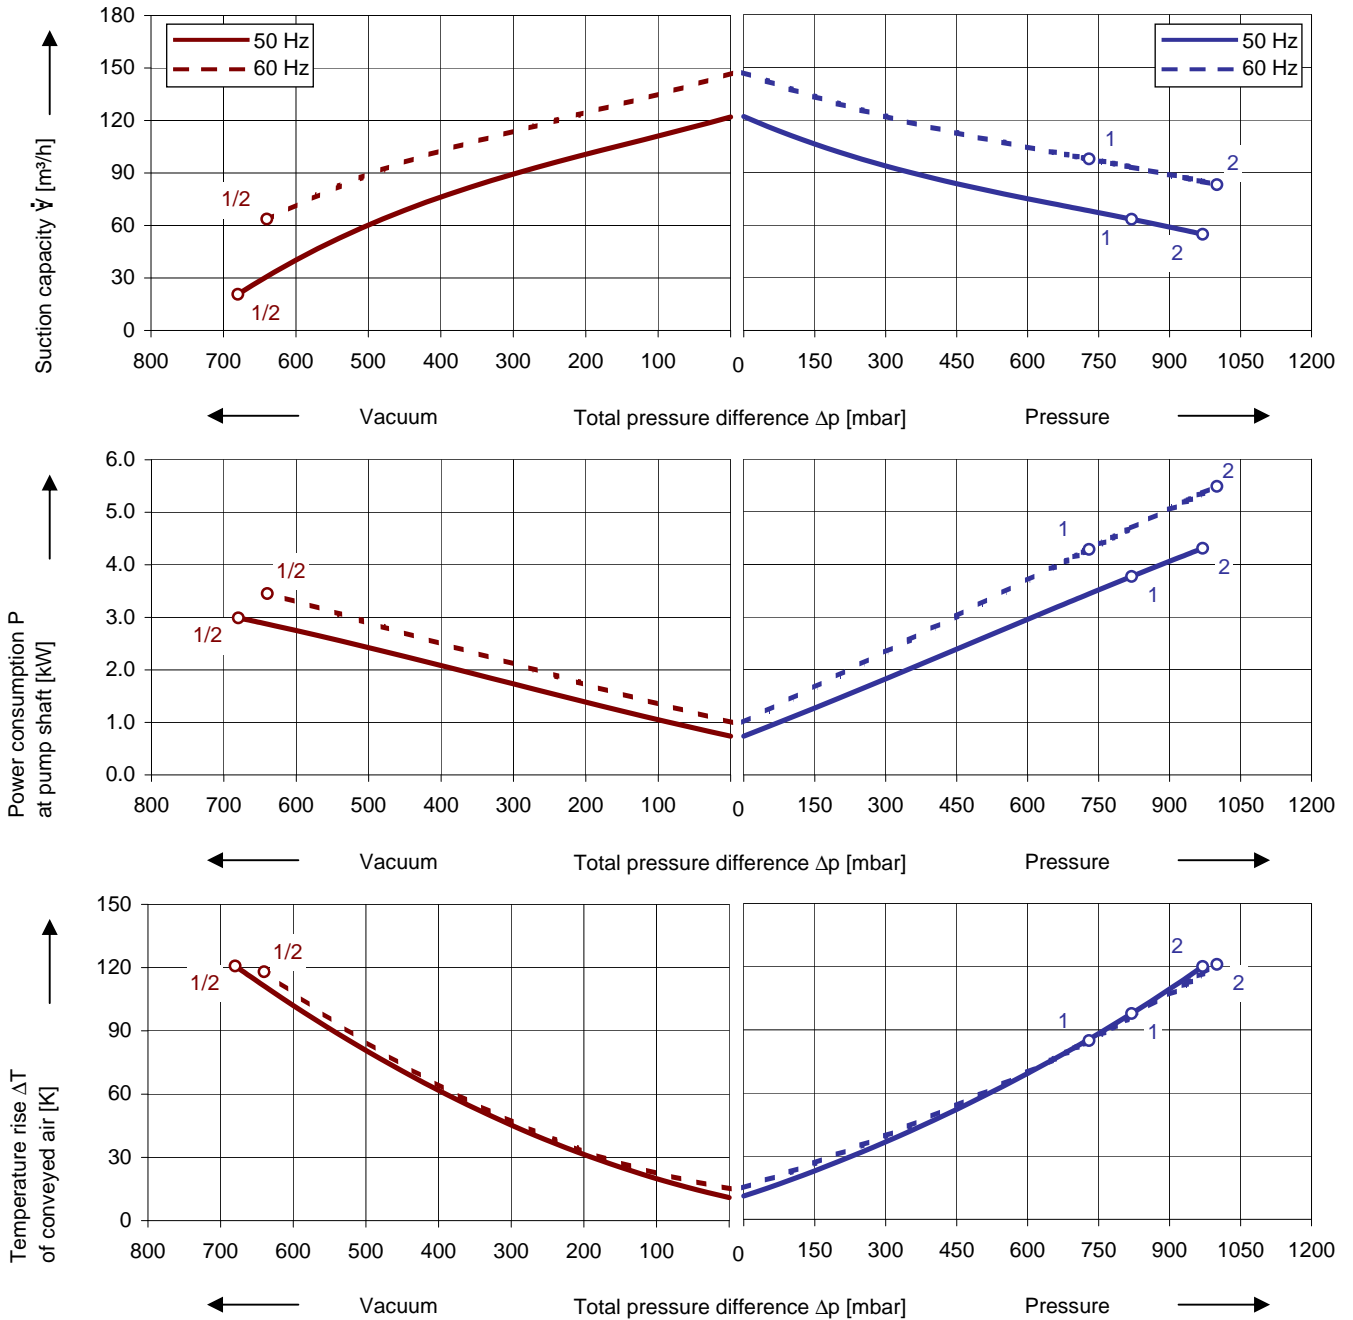 180
150
120
90
60
30
0
50 Hz
60 Hz
50 Hz
60 Hz
1/2
1/2
1
2
1
2
Suction capacity V̇ [m³/h]
800 700 600 500 400 300 200 100 0 150 300 450 600 750 900 1050 1200
Vacuum Total pressure difference Δp [mbar] Pressure
6.0
5.0
4.0
3.0
2.0
1.0
0.0
1/2
1/2
1
2
1
2
Power consumption P
at pump shaft [kW]
800 700 600 500 400 300 200 100 0 150 300 450 600 750 900 1050 1200
Vacuum Total pressure difference Δp [mbar] Pressure
150
120
90
60
30
0
1/2
1/2
1
2
1
2
Temperature rise ΔT
of conveyed air [K]
800 700 600 500 400 300 200 100 0 150 300 450 600 750 900 1050 1200
Vacuum Total pressure difference Δp [mbar] Pressure